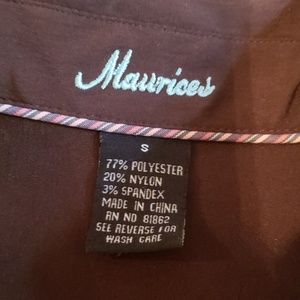 Maurices
S
77% POLYESTER
20% NYLON
3% SPANDEX
MADE IN CHINA
RN NO 81862
SEE REVERSE FOR
WASH CARE